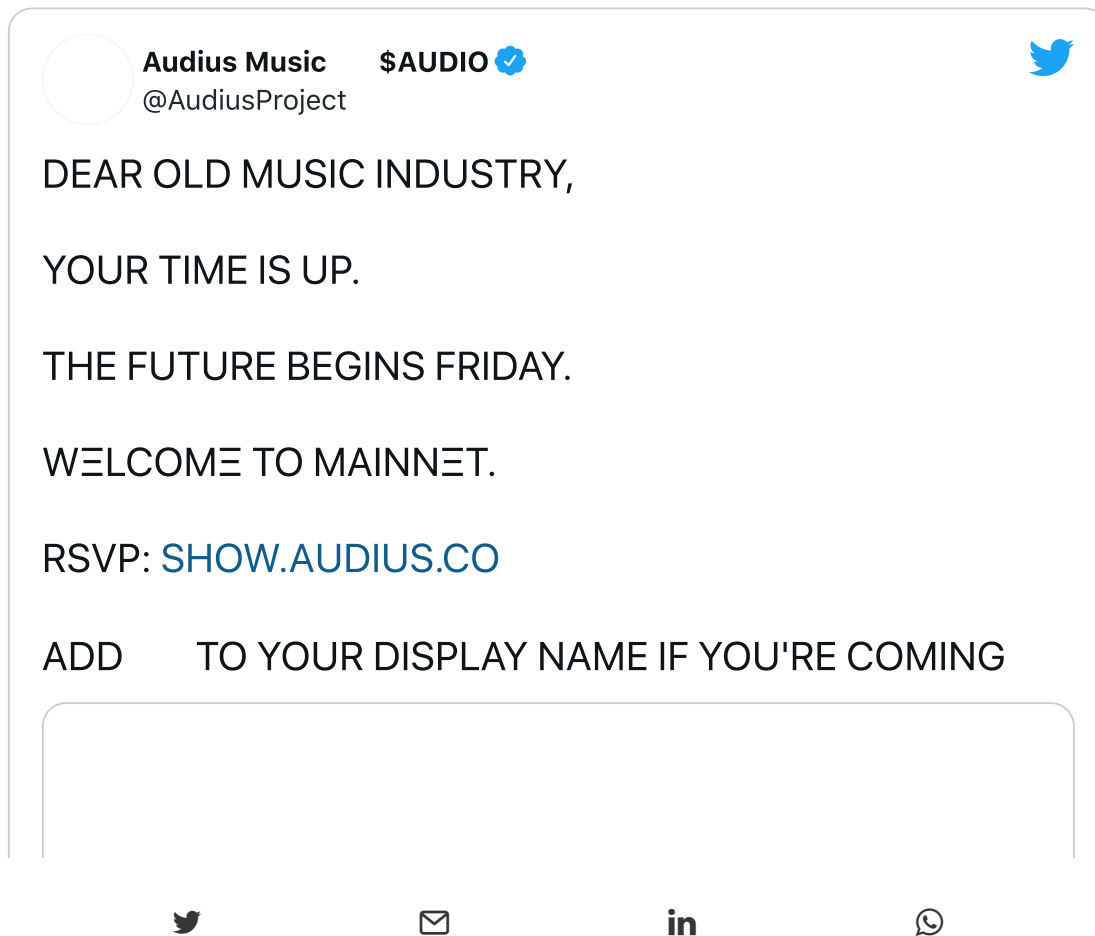 Audius Music $AUDIO
@AudiusProject
DEAR OLD MUSIC INDUSTRY,
YOUR TIME IS UP.
THE FUTURE BEGINS FRIDAY.
WΞLCOMΞ TO MAINNΞT.
RSVP: SHOW.AUDIUS.CO
ADD TO YOUR DISPLAY NAME IF YOU'RE COMING
in